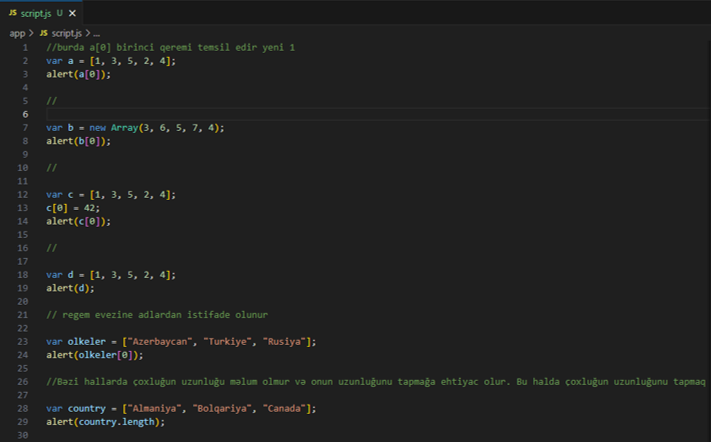 JS script.js U X
app > JS script.js > ...
1 //burda a[0] birinci qeremi temsil edir yeni 1
2 var a = [1, 3, 5, 2, 4];
3 alert(a[0]);
4
5 //
6
7 var b = new Array(3, 6, 5, 7, 4);
8 alert(b[0]);
9
10 //
11
12 var c = [1, 3, 5, 2, 4];
13 c[0] = 42;
14 alert(c[0]);
15
16 //
17
18 var d = [1, 3, 5, 2, 4];
19 alert(d);
20
21 // regem evezine adlardan istifade olunur
22
23 var olkeler = ["Azerbaycan", "Turkiye", "Rusiya"];
24 alert(olkeler[0]);
25
26 //Bəzi hallarda çoxluğun uzunluğu məlum olmur və onun uzunluğunu tapmağa ehtiyac olur. Bu halda çoxluğun uzunluğunu tapmaq
27
28 var country = ["Almaniya", "Bolqariya", "Canada"];
29 alert(country.length);
30